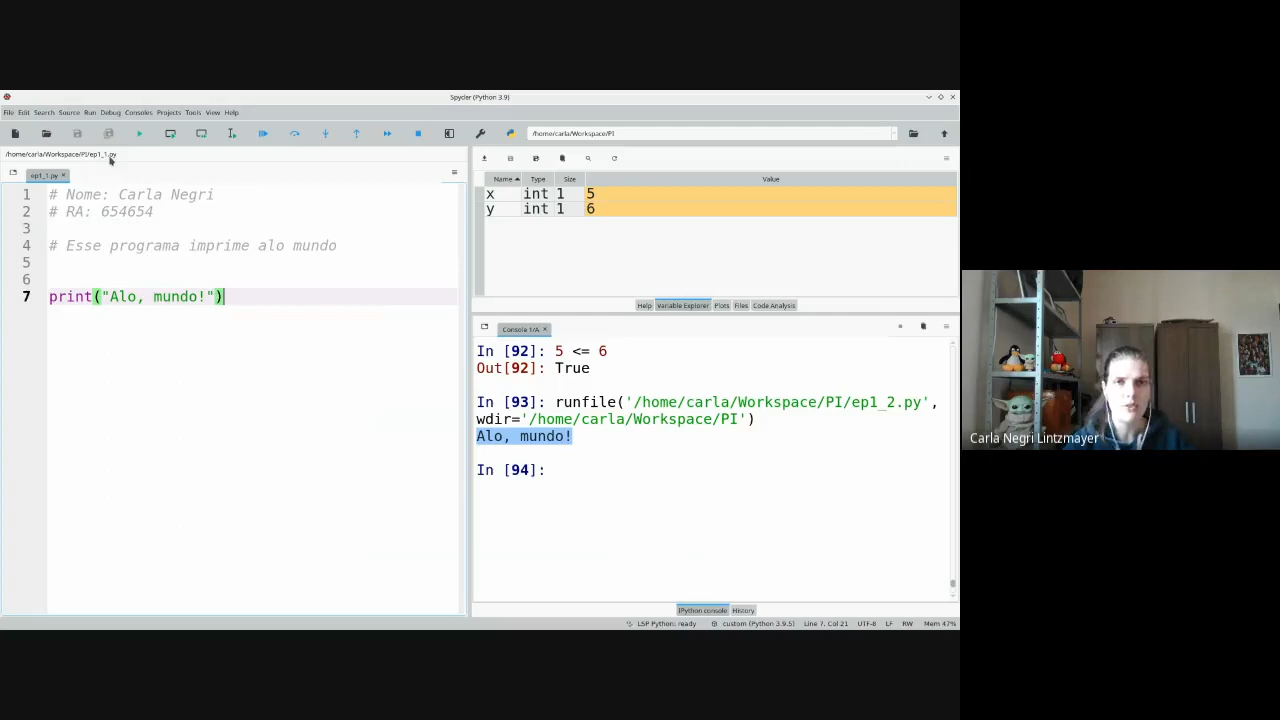 Spyder (Python 3.9)
File Edit Search Source Run Debug Consoles Projects Tools View Help
/home/carla/Workspace/PI
/home/carla/Workspace/PI/ep1_1.py
ep1_1.py
1 # Nome: Carla Negri
2 # RA: 654654
3
4 # Esse programa imprime alo mundo
5
6
7 print("Alo, mundo!")
Name Type Size Value
x int 1 5
y int 1 6
Help Variable Explorer Plots Files Code Analysis
Console 1/A
In [92]: 5 <= 6
Out[92]: True
In [93]: runfile('/home/carla/Workspace/PI/ep1_2.py',
wdir='/home/carla/Workspace/PI')
Alo, mundo!
In [94]:
IPython console History
LSP Python: ready custom (Python 3.9.5) Line 7, Col 21 UTF-8 LF RW Mem 47%
Carla Negri Lintzmayer